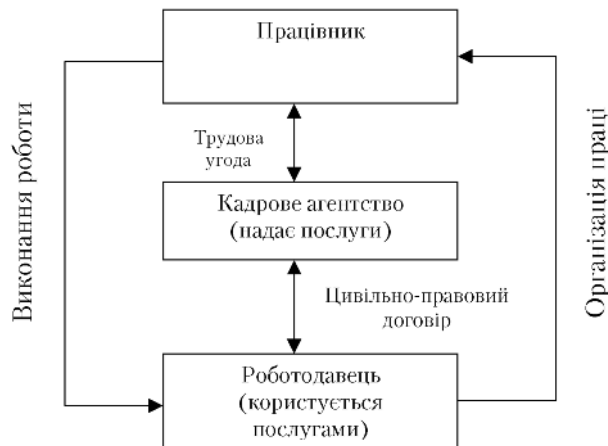 Працівник
Трудова
угода
Кадрове агентство
(надає послуги)
Цивільно-правовий
договір
Роботодавець
(користується
послугами)
Виконання роботи
Організація праці